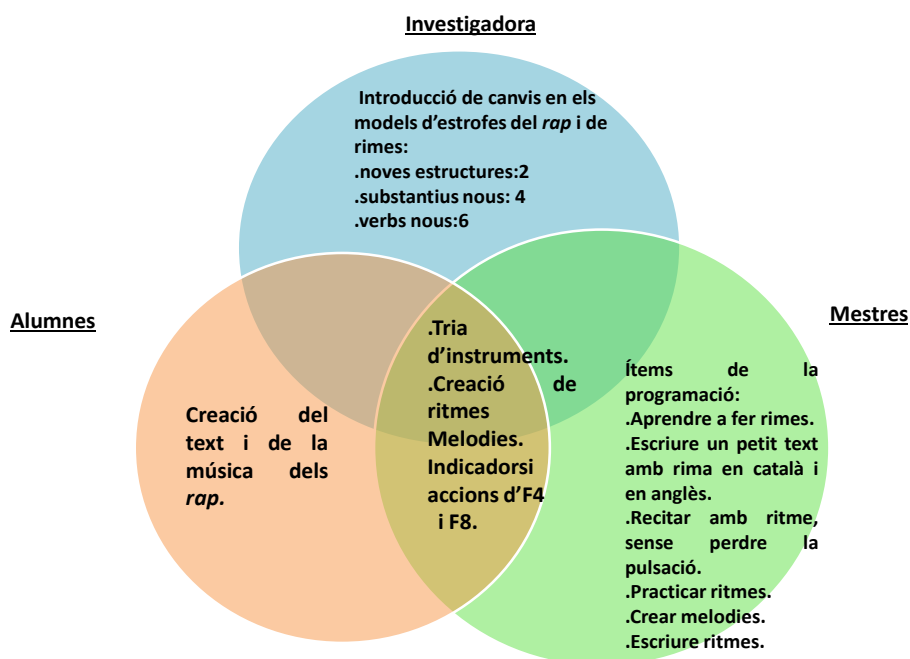 Investigadora
Introducció de canvis en els
models d'estrofes del rap i de
rimes:
.noves estructures:2
.substantius nous: 4
.verbs nous:6
Alumnes
Mestres
.Tria
d'instruments.
.Creació de
ritmes
Melodies.
Indicadorsi
accions d'F4
i F8.
Creació del
text i de la
música dels
rap.
Ítems de la
programació:
.Aprendre a fer rimes.
.Escriure un petit text
amb rima en català i
en anglès.
.Recitar amb ritme,
sense perdre la
pulsació.
.Practicar ritmes.
.Crear melodies.
.Escriure ritmes.